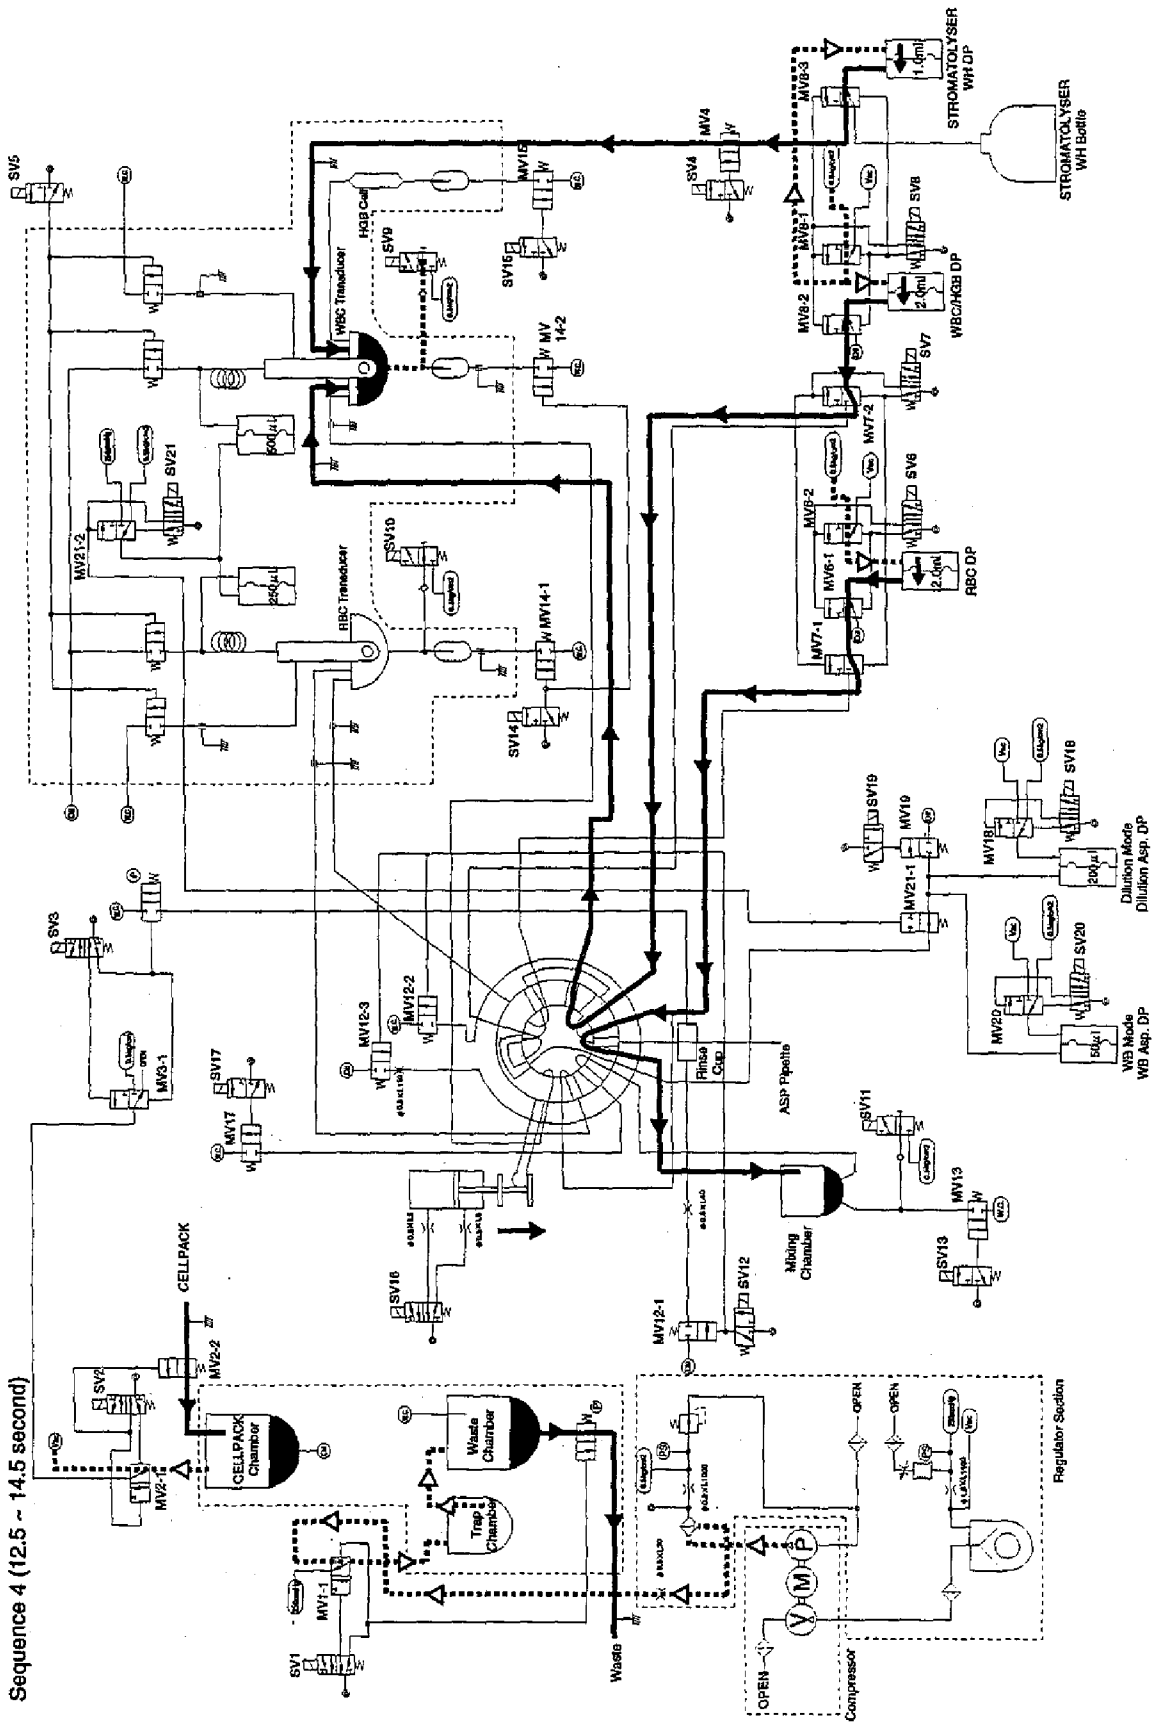 Sequence 4 (12.5 ~ 14.5 second)
SV5
SV3
MV3-1
OPEN
SV17
MV17
CELLPACK
SV2
MV2-2
MV2-1
CELLPACK
Chamber
SV21
MV21-2
500µL
250µL
WBC Transducer
RBC Transducer
HGB Cell
SV9
SV10
MV15
SV15
MV
14-2
MV14-1
SV14
MV4
SV4
MV8-3
1.0ml
STROMATOLYSER
WH DP
STROMATOLYSER
WH Bottle
MV8-1
SV8
MV8-2
2.0ml
WBC/HGB DP
SV7
MV7-2
MV6-2
SV6
MV6-1
2.0ml
RBC DP
MV7-1
MV12-3
MV12-2
SV16
Rinse
Cup
ASP Pipette
SV19
MV19
MV21-1
MV18
SV18
200µl
Dilution Mode
Dilution Asp. DP
MV20
SV20
50µl
WB Mode
WB Asp. DP
Mixing
Chamber
SV11
MV13
SV13
MV12-1
SV12
Waste
Chamber
Trap
Chamber
SV1
MV1-1
Waste
OPEN
OPEN
OPEN
V
M
P
Compressor
Regulator Section